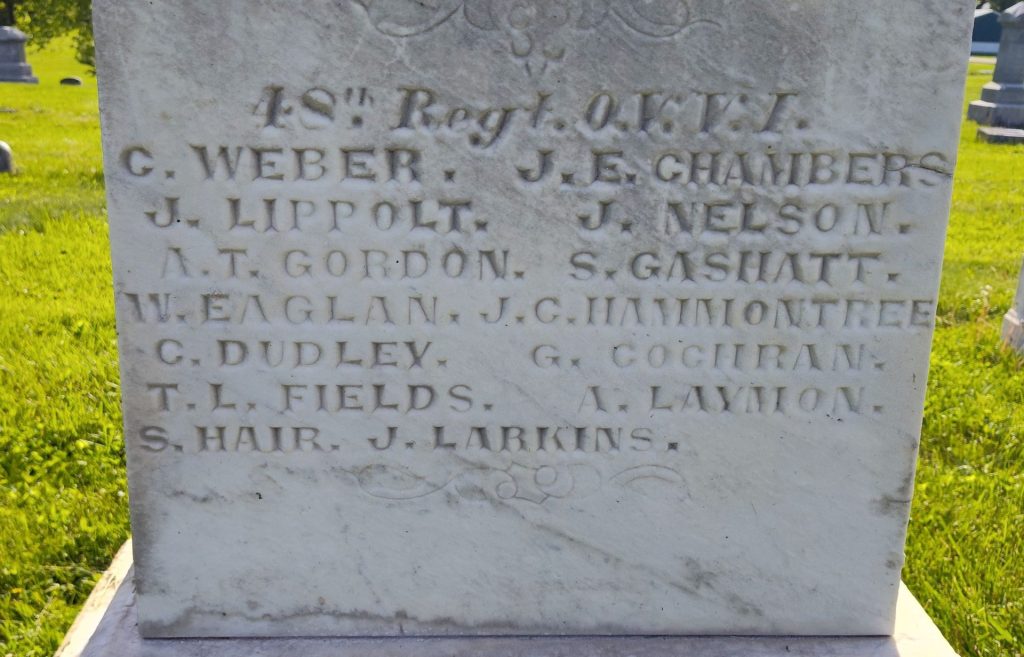 48th. Regt. O.V.V.I.
C. WEBER. J. E. CHAMBERS
J. LIPPOLT. J. NELSON.
A. T. GORDON. S. GASHATT.
W. EAGLAN. J. C. HAMMONTREE
C. DUDLEY. G. COCHRAN.
T. L. FIELDS. A. LAYMON.
S. HAIR. J. LARKINS.